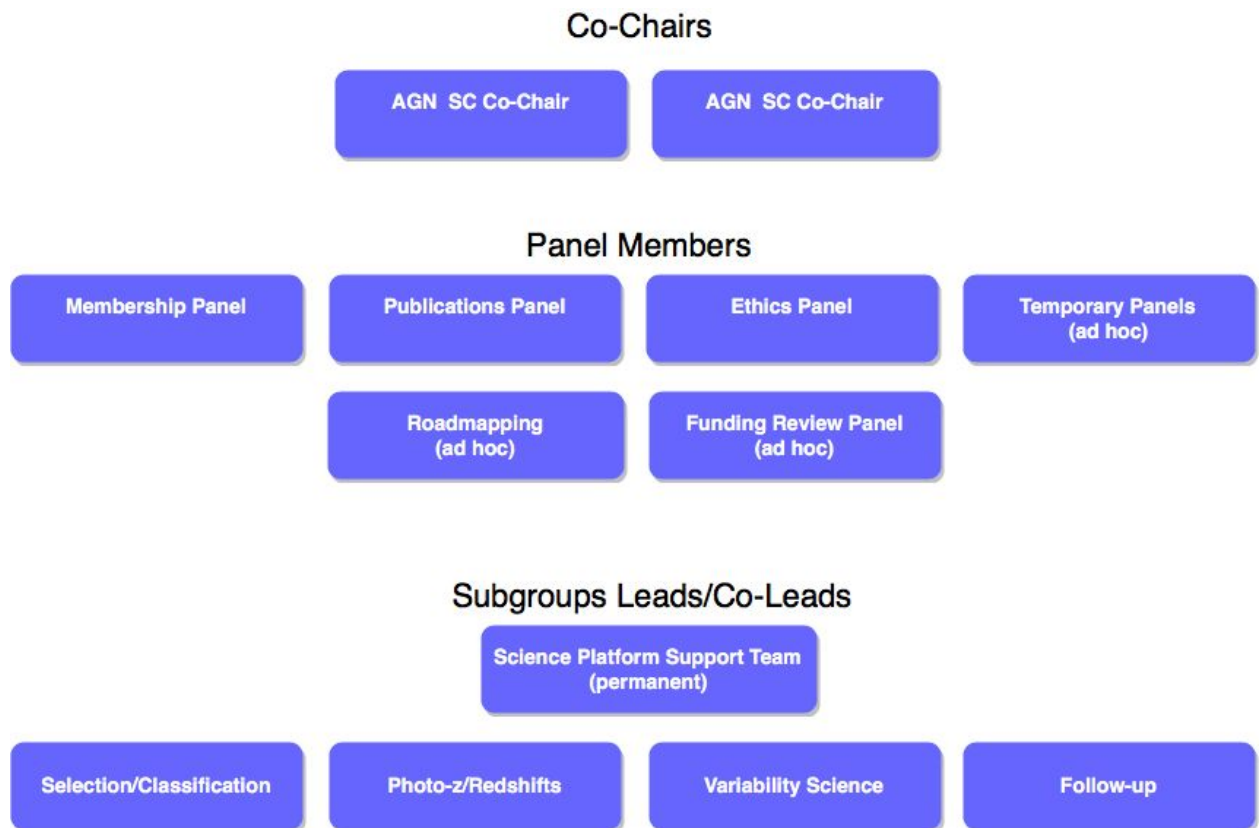 Co-Chairs
AGN SC Co-Chair
AGN SC Co-Chair
Panel Members
Membership Panel
Publications Panel
Ethics Panel
Temporary Panels
(ad hoc)
Roadmapping
(ad hoc)
Funding Review Panel
(ad hoc)
Subgroups Leads/Co-Leads
Science Platform Support Team
(permanent)
Selection/Classification
Photo-z/Redshifts
Variability Science
Follow-up